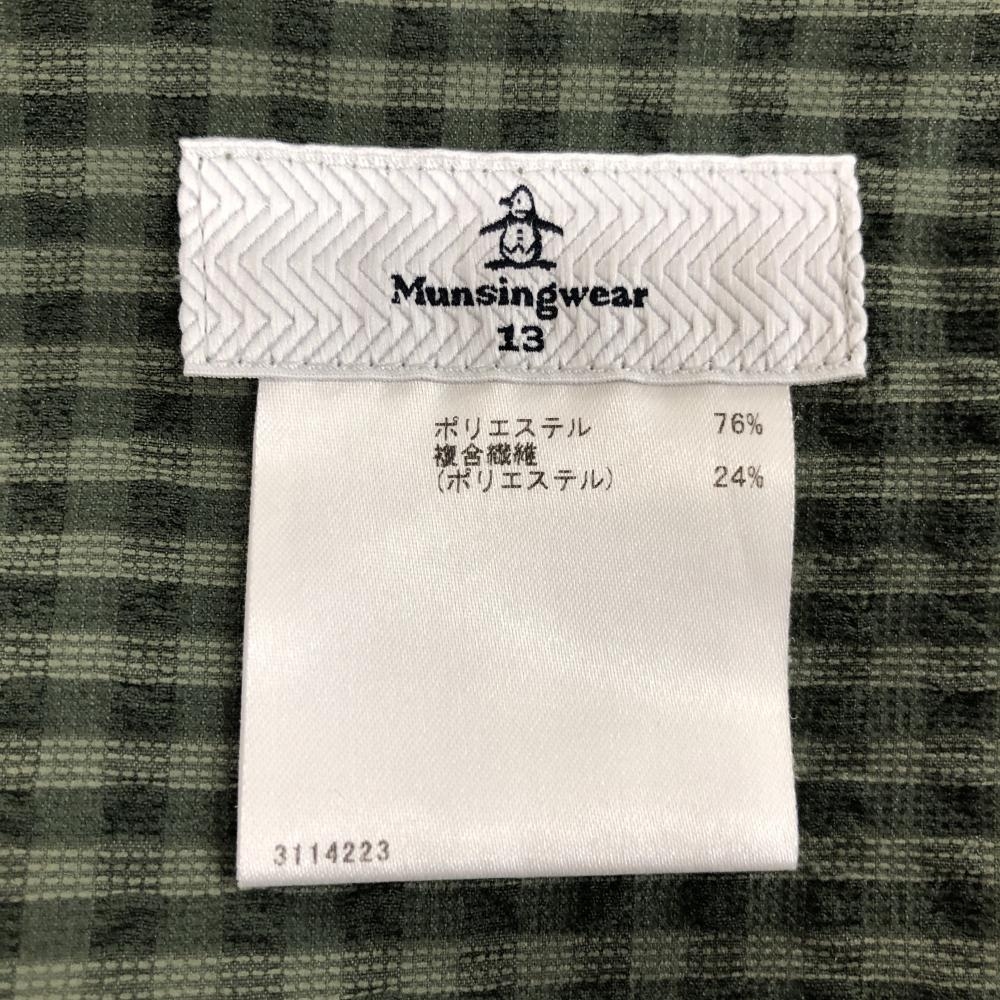 Munsingwear
13
ポリエステル 76%
複合繊維
(ポリエステル) 24%
3114223